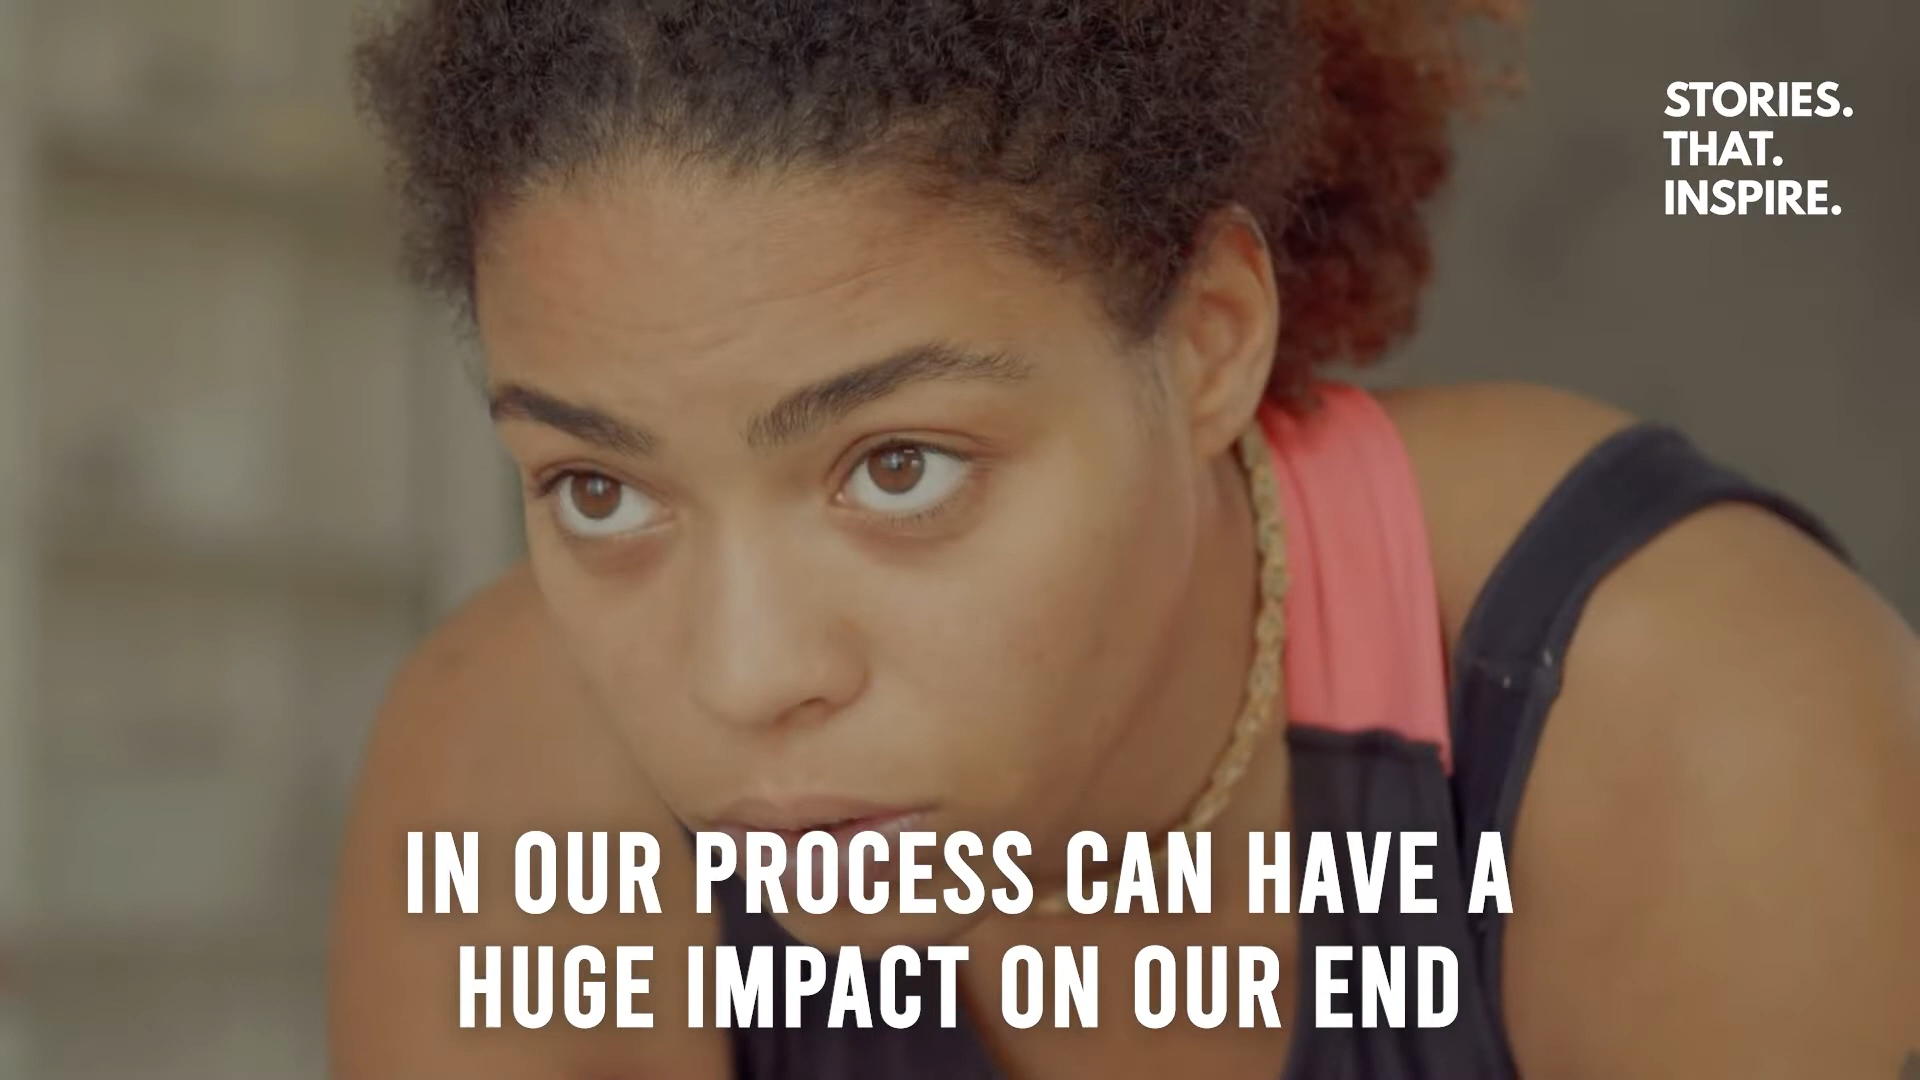 STORIES.
THAT.
INSPIRE.
IN OUR PROCESS CAN HAVE A
HUGE IMPACT ON OUR END